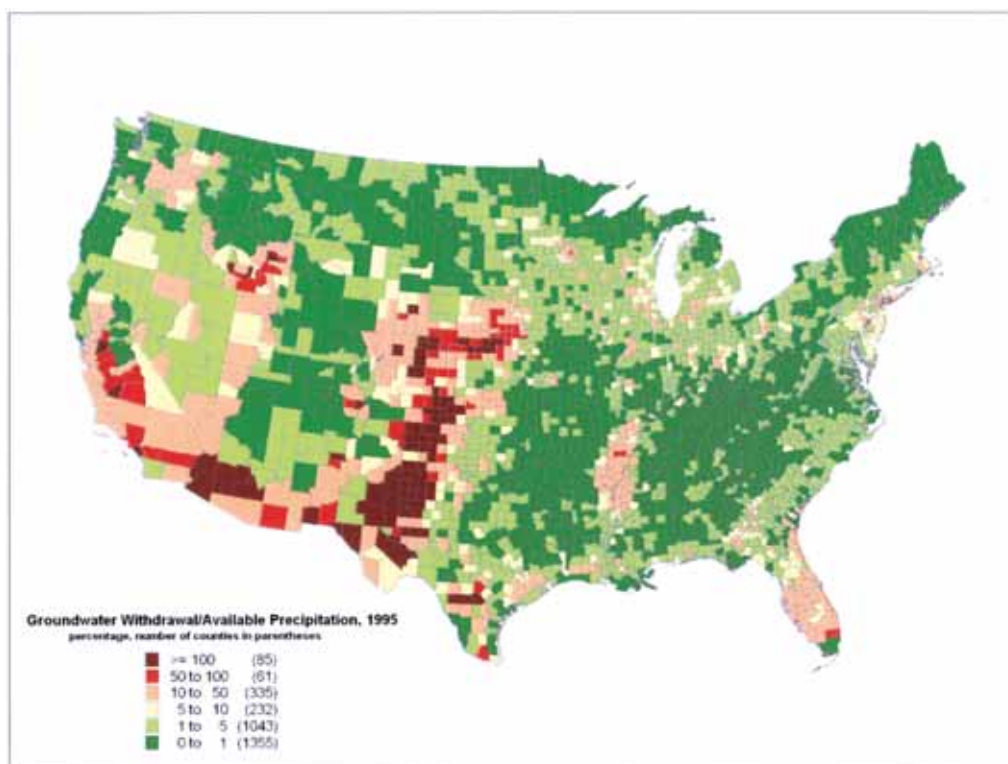 Groundwater Withdrawal/Available Precipitation, 1995
percentage, number of counties in parentheses
>= 100 (85)
50 to 100 (61)
10 to 50 (335)
5 to 10 (232)
1 to 5 (1043)
0 to 1 (1355)